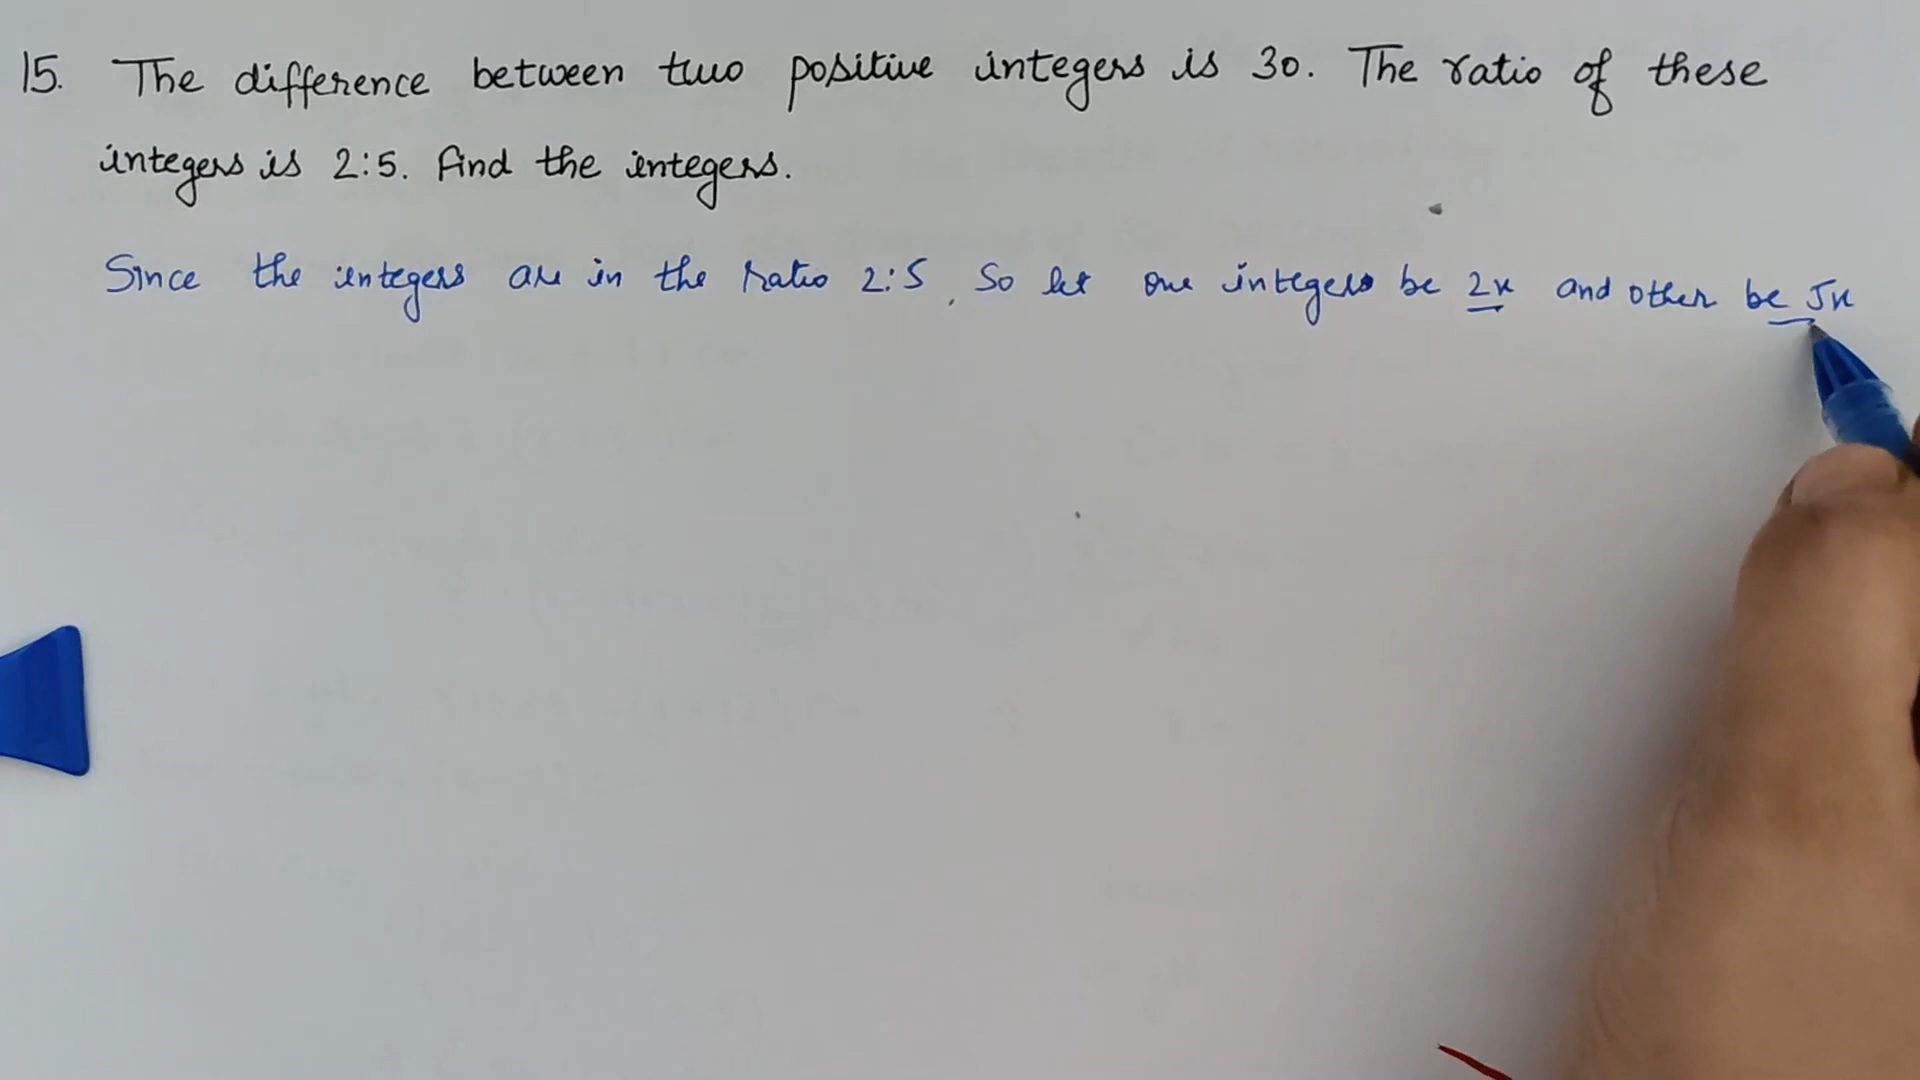 15. The difference between two positive integers is 30. The ratio of these
integers is 2:5. Find the integers.
Since the integers are in the ratio 2:5, So let one integers be 2x and other be 5x